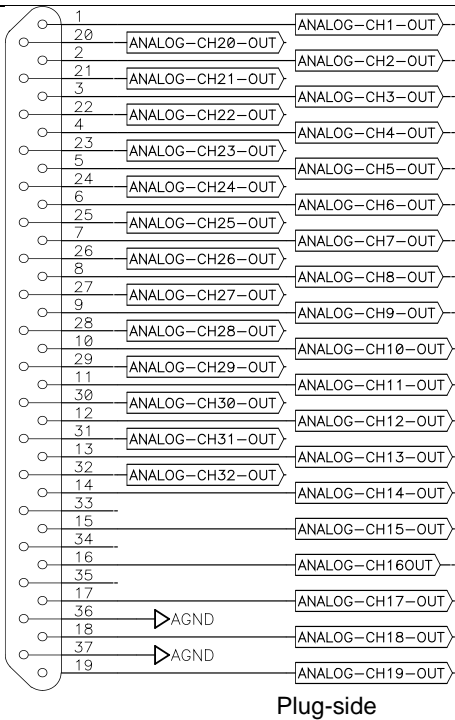 1 ANALOG-CH1-OUT
20 ANALOG-CH20-OUT
2 ANALOG-CH2-OUT
21 ANALOG-CH21-OUT
3 ANALOG-CH3-OUT
22 ANALOG-CH22-OUT
4 ANALOG-CH4-OUT
23 ANALOG-CH23-OUT
5 ANALOG-CH5-OUT
24 ANALOG-CH24-OUT
6 ANALOG-CH6-OUT
25 ANALOG-CH25-OUT
7 ANALOG-CH7-OUT
26 ANALOG-CH26-OUT
8 ANALOG-CH8-OUT
27 ANALOG-CH27-OUT
9 ANALOG-CH9-OUT
28 ANALOG-CH28-OUT
10 ANALOG-CH10-OUT
29 ANALOG-CH29-OUT
11 ANALOG-CH11-OUT
30 ANALOG-CH30-OUT
12 ANALOG-CH12-OUT
31 ANALOG-CH31-OUT
13 ANALOG-CH13-OUT
32 ANALOG-CH32-OUT
14 ANALOG-CH14-OUT
33
15 ANALOG-CH15-OUT
34
16 ANALOG-CH16OUT
35
17 ANALOG-CH17-OUT
36 AGND
18 ANALOG-CH18-OUT
37 AGND
19 ANALOG-CH19-OUT
Plug-side